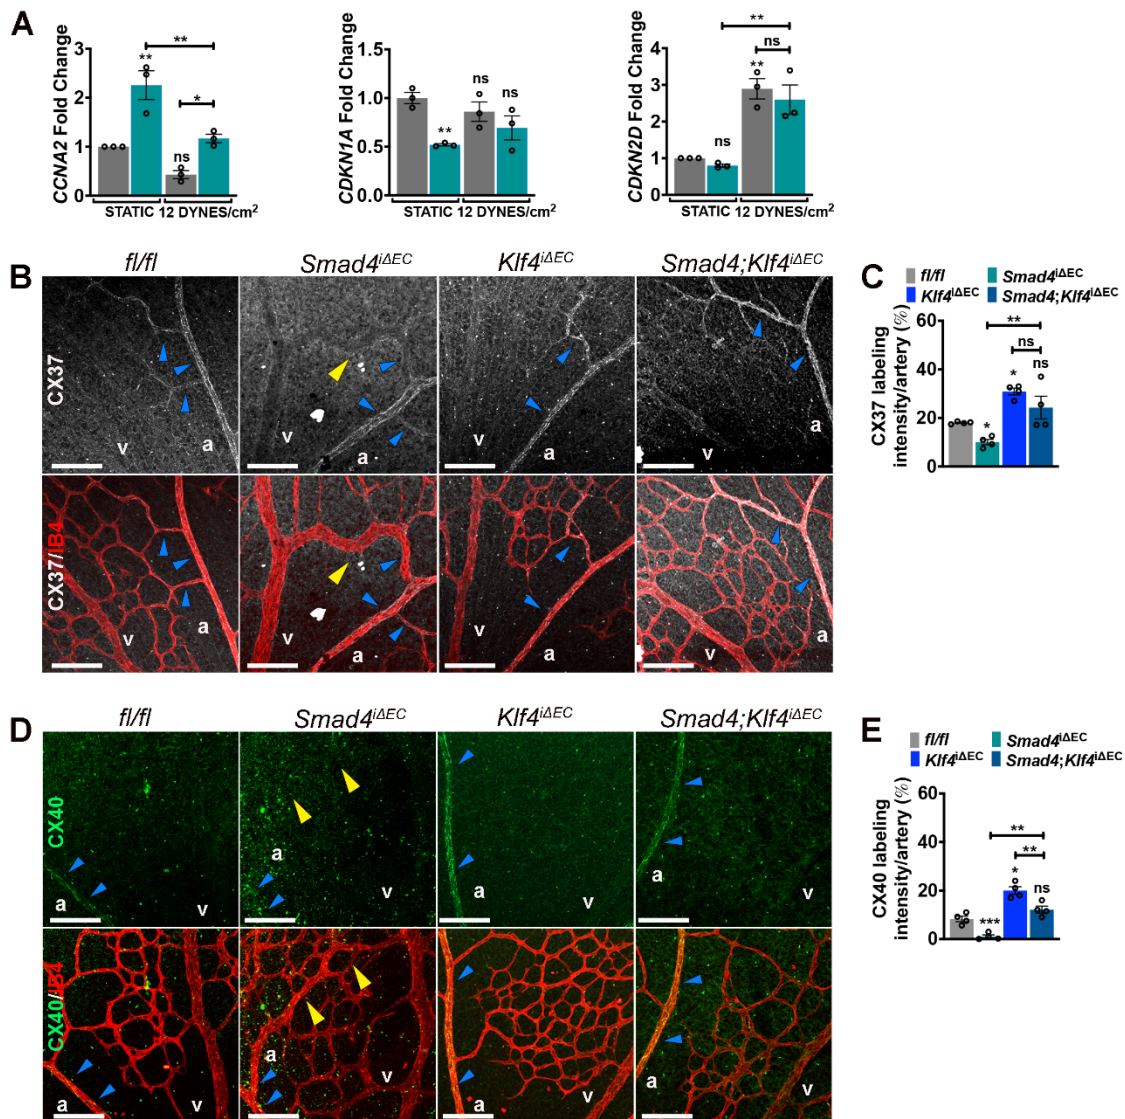 A
CCNA2 Fold Change
3
2
1
0
**
**
*
ns
STATIC 12 DYNES/cm2
CDKN1A Fold Change
1.5
1.0
0.5
0.0
**
ns
ns
STATIC 12 DYNES/cm2
CDKN2D Fold Change
4
3
2
1
0
**
ns
**
ns
STATIC 12 DYNES/cm2
B
fl/fl
Smad4iΔEC
Klf4iΔEC
Smad4;Klf4iΔEC
CX37
v
a
v
a
v
a
v
a
CX37/IB4
v
a
v
a
v
a
v
a
C
fl/fl
Smad4iΔEC
Klf4iΔEC
Smad4;Klf4iΔEC
CX37 labeling
intensity/artery (%)
60
40
20
0
**
ns
*
*
ns
D
fl/fl
Smad4iΔEC
Klf4iΔEC
Smad4;Klf4iΔEC
CX40
a
v
a
v
a
v
a
v
CX40/IB4
a
v
a
v
a
v
a
v
E
fl/fl
Smad4iΔEC
Klf4iΔEC
Smad4;Klf4iΔEC
CX40 labeling
intensity/artery (%)
60
40
20
0
**
**
***
*
ns